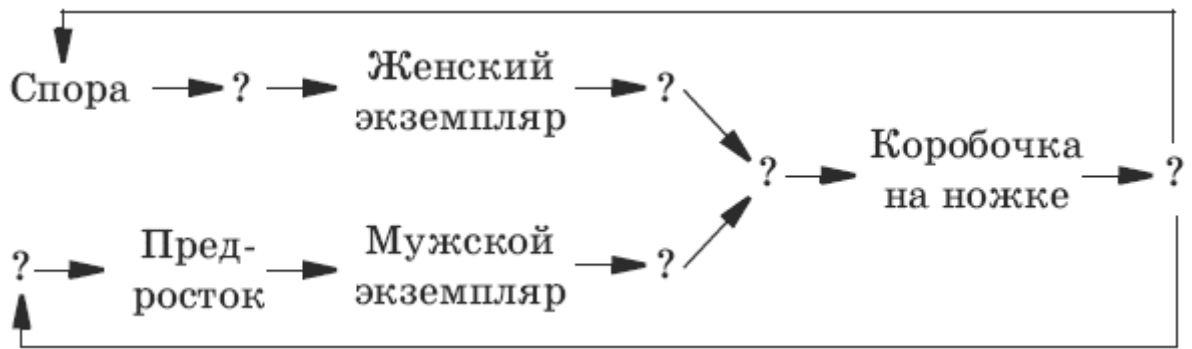 Спора ? Женский экземпляр ?
? Коробочка на ножке ?
? Пред-
росток Мужской экземпляр ?